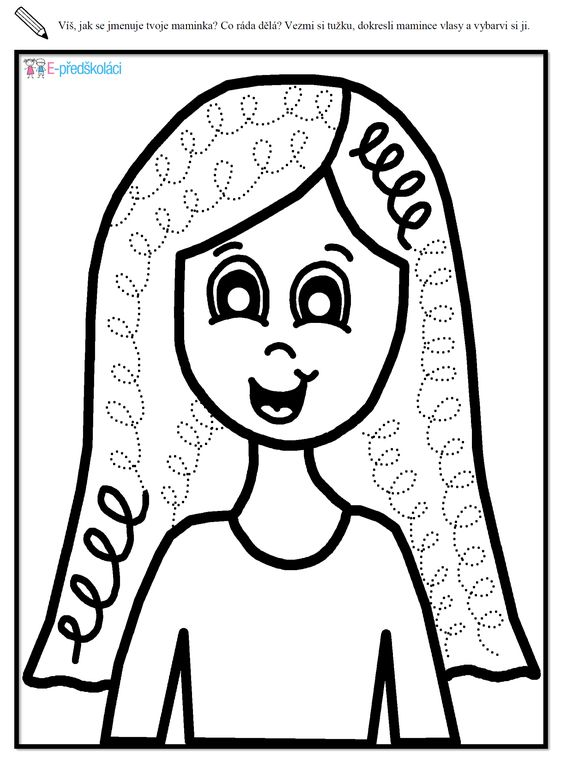 Víš, jak se jmenuje tvoje maminka? Co ráda dělá? Vezmi si tužku, dokresli mamince vlasy a vybarvi si ji.
E-předškoláci